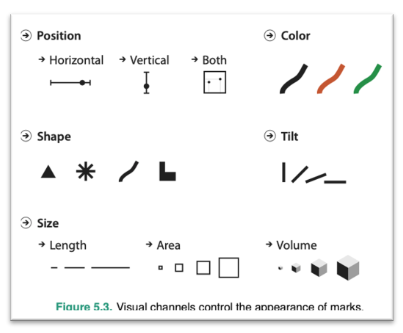 Position
Color
Horizontal
Vertical
Both
Shape
Tilt
Size
Length
Area
Volume
Figure 5.3. Visual channels control the appearance of marks.